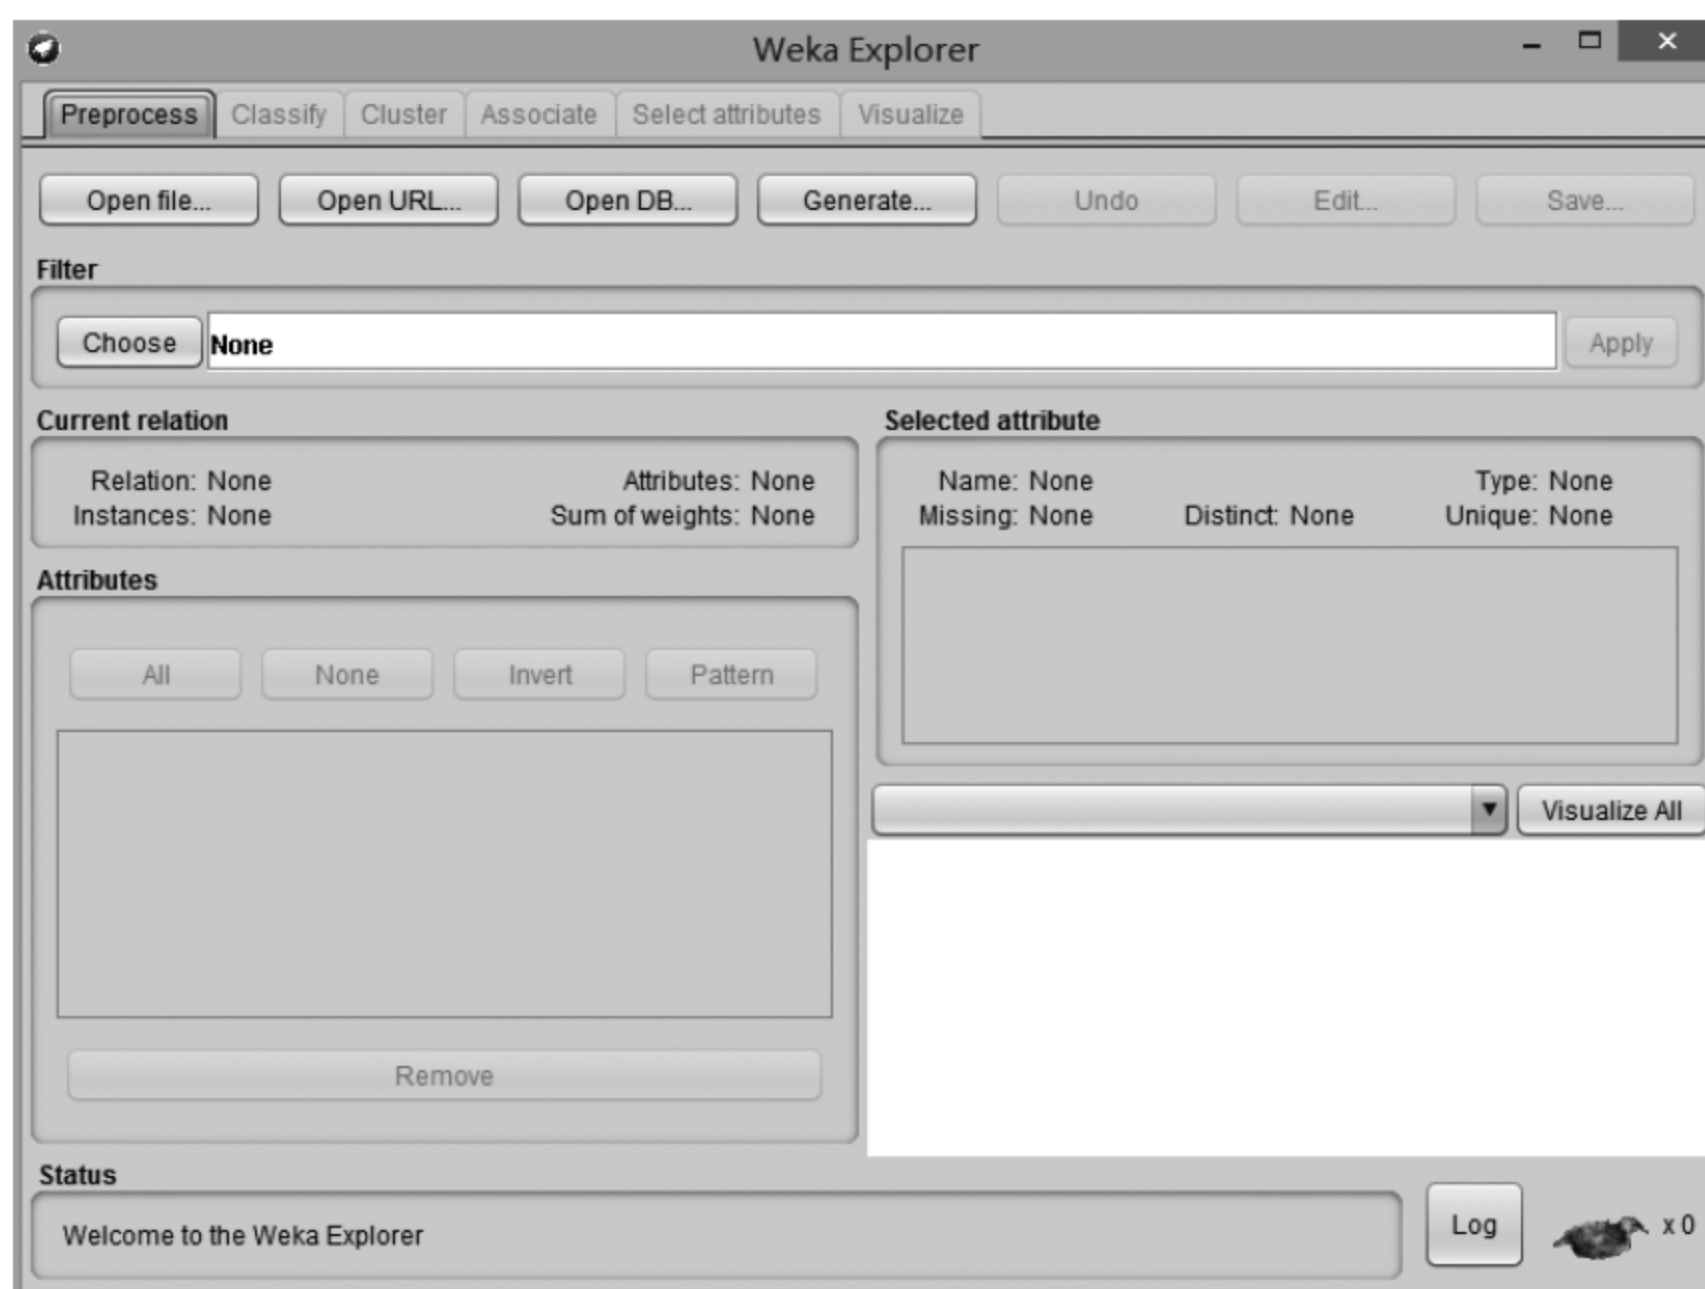 Weka Explorer
Preprocess Classify Cluster Associate Select attributes Visualize
Open file... Open URL... Open DB... Generate... Undo Edit... Save...
Filter
Choose None Apply
Current relation
Relation: None Attributes: None
Instances: None Sum of weights: None
Selected attribute
Name: None Type: None
Missing: None Distinct: None Unique: None
Attributes
All None Invert Pattern
Remove
Visualize All
Status
Welcome to the Weka Explorer
Log x 0